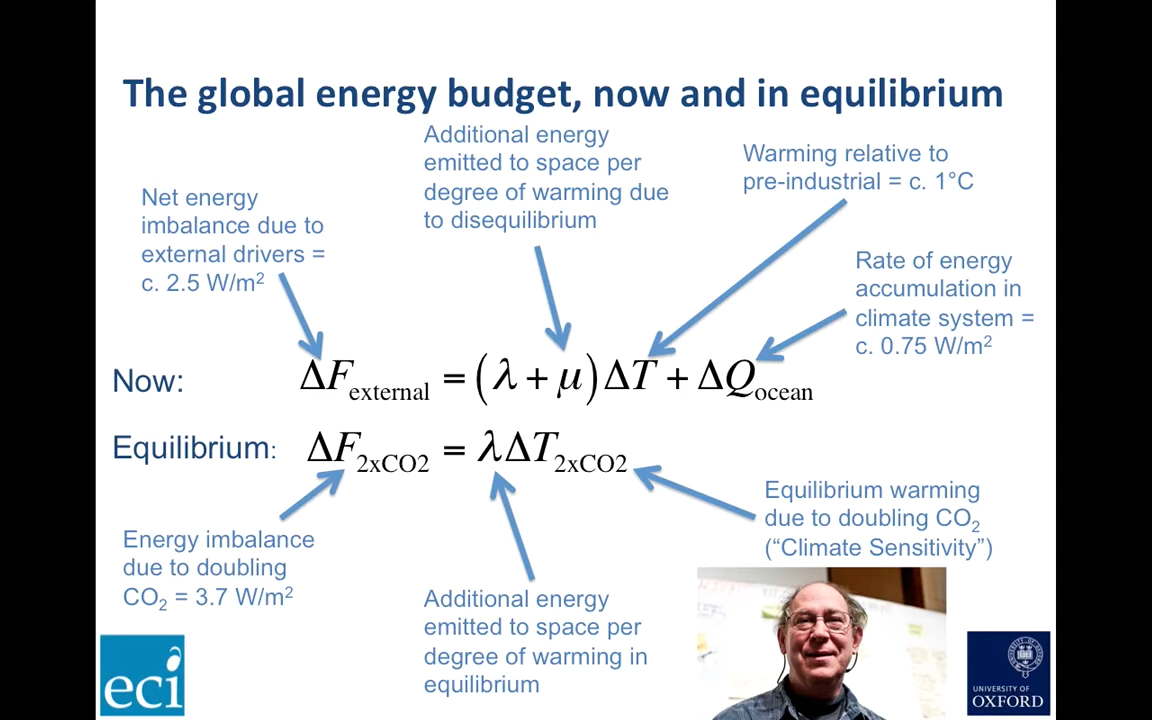 The global energy budget, now and in equilibrium
Additional energy
emitted to space per
degree of warming due
to disequilibrium
Warming relative to
pre-industrial = c. 1°C
Net energy
imbalance due to
external drivers =
c. 2.5 W/m²
Rate of energy
accumulation in
climate system =
c. 0.75 W/m²
Now: ΔF_external = (λ + μ)ΔT + ΔQ_ocean
Equilibrium: ΔF_2xCO2 = λΔT_2xCO2
Energy imbalance
due to doubling
CO₂ = 3.7 W/m²
Additional energy
emitted to space per
degree of warming in
equilibrium
Equilibrium warming
due to doubling CO₂
(“Climate Sensitivity”)
eci
UNIVERSITY OF
OXFORD